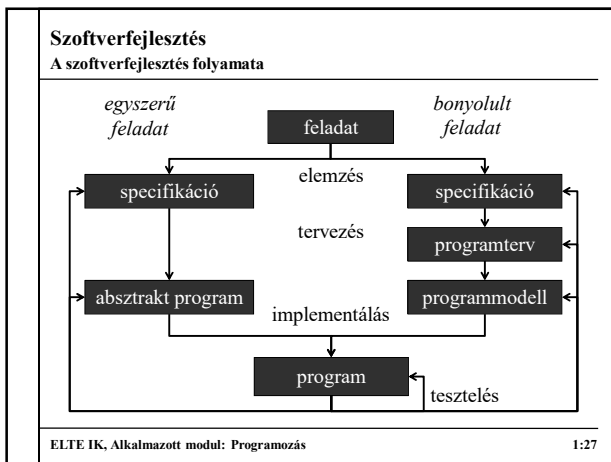 Szoftverfejlesztés
A szoftverfejlesztés folyamata
egyszerű
feladat
feladat
bonyolult
feladat
elemzés
specifikáció
specifikáció
tervezés
programterv
absztrakt program
programmodell
implementálás
program
tesztelés
ELTE IK, Alkalmazott modul: Programozás 1:27